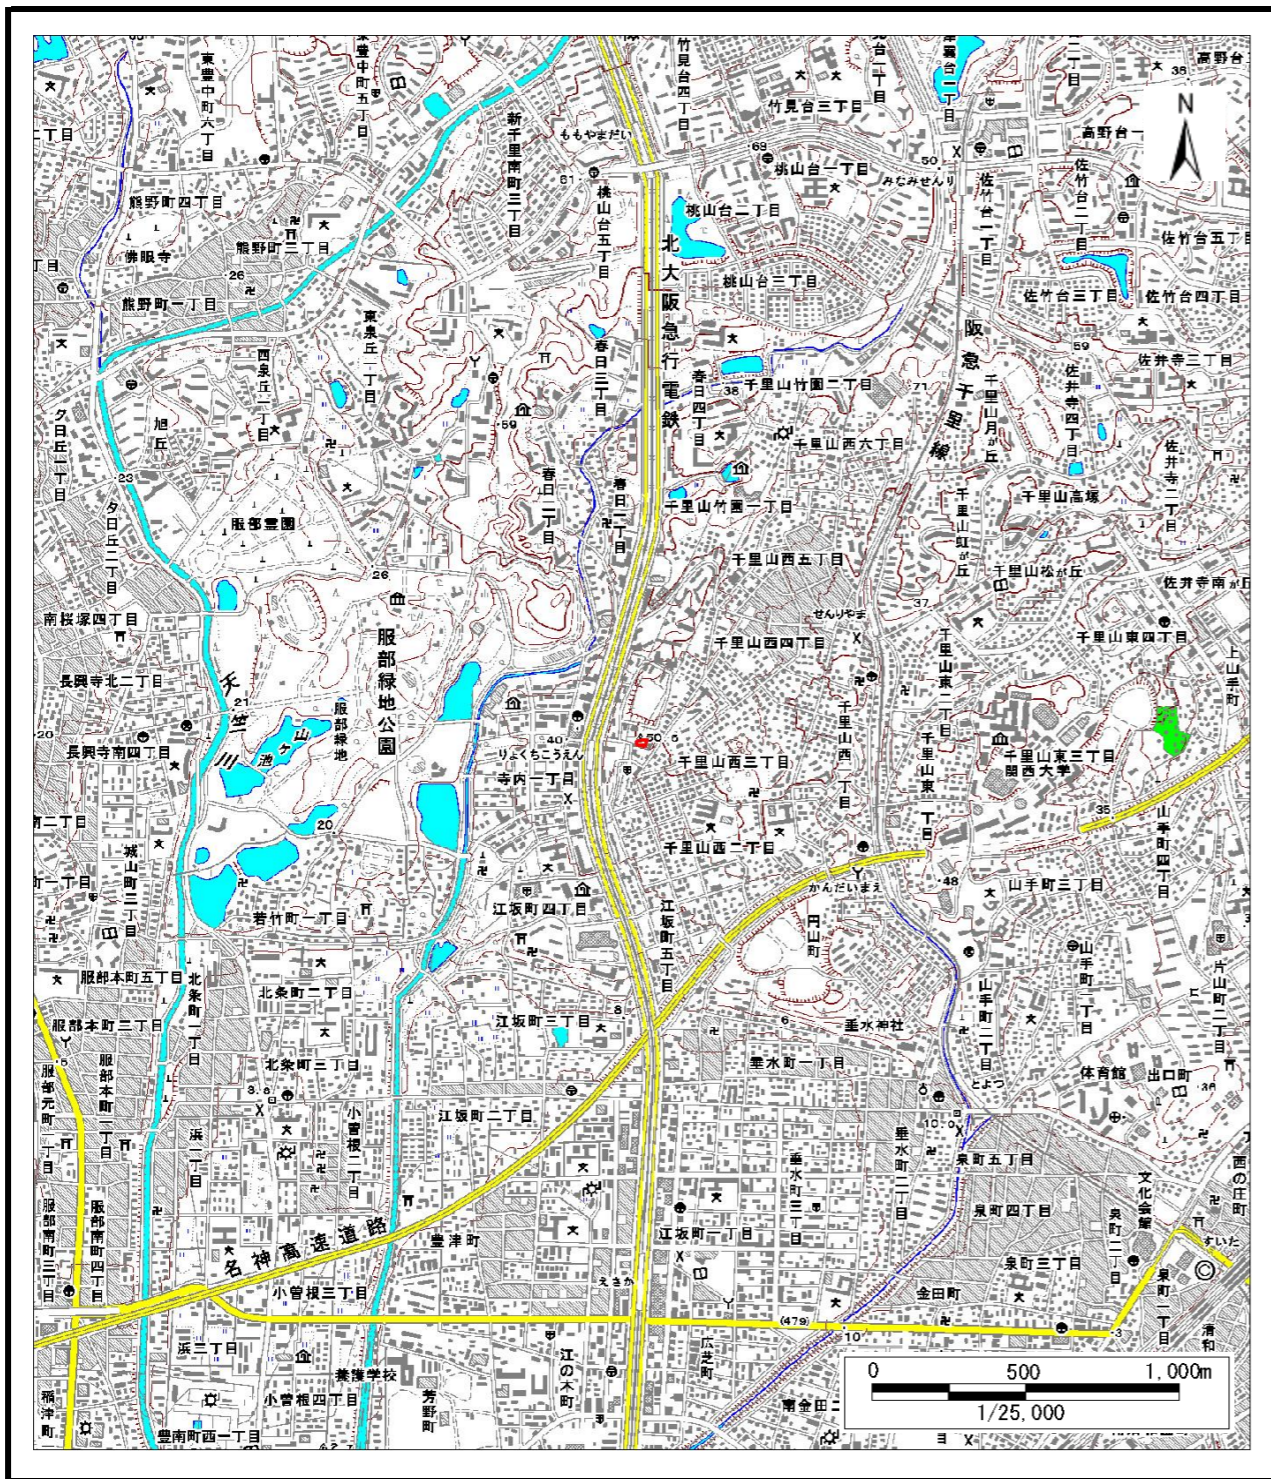 東豊中町六丁目
東豊中町五丁目
新千里南町三丁目
ももやまだい
竹見台四丁目
竹見台三丁目
高野台
高野台一
桃山台一丁目
みなみせんり
佐竹台一丁目
佐竹台二丁目
佐竹台五丁目
桃山台五丁目
桃山台二丁目
桃山台三丁目
佐竹台三丁目
佐竹台四丁目
N
熊野町四丁目
佛眼寺
熊野町三丁目
熊野町一丁目
北大阪急行電鉄
阪急千里線
佐井寺三丁目
佐井寺四丁目
佐井寺二丁目
西泉丘一丁目
東泉丘一丁目
春日三丁目
春日四丁目
千里山竹園二丁目
千里山月が丘
千里山西六丁目
夕日丘一丁目
旭丘
夕日丘二丁目
服部霊園
春日二丁目
春日一丁目
千里山竹園一丁目
千里山高塚
千里山虹が丘
千里山西五丁目
千里山松が丘
佐井寺南が丘
せんりやま
南桜塚四丁目
服部緑地公園
千里山西四丁目
千里山東二丁目
千里山東四丁目
上山手町
長興寺北二丁目
天竺川
山ヶ池
服部緑地
長興寺南四丁目
りょくちこうえん
寺内一丁目
千里山西三丁目
千里山西一丁目
千里山東一丁目
千里山東三丁目
関西大学
千里山西二丁目
山手町四丁目
城山町三丁目
若竹町一丁目
江坂町四丁目
江坂町五丁目
かんだいまえ
円山町
山手町三丁目
山手町一丁目
片山町二丁目
服部本町五丁目
北条町一丁目
北条町二丁目
江坂町三丁目
垂水神社
山手町二丁目
服部本町三丁目
服部元町一丁目
服部本町一丁目
北条町三丁目
垂水町一丁目
とよつ
体育館
出口町
江坂町二丁目
小曽根二丁目
浜一丁目
垂水町二丁目
垂水町三丁目
泉町五丁目
泉町四丁目
文化会館
西の庄町
泉町二丁目
すいた
服部南町三丁目
服部南町四丁目
名神高速道路
豊津町
江坂町一丁目
泉町三丁目
えさか
小曽根三丁目
金田町
泉町一丁目
(479)
清和
浜三丁目
養護学校
小曽根四丁目
芳野町
江の木町
広芝町
南金田二
稲津町
豊南町西一丁目
0 500 1,000m
1/25,000